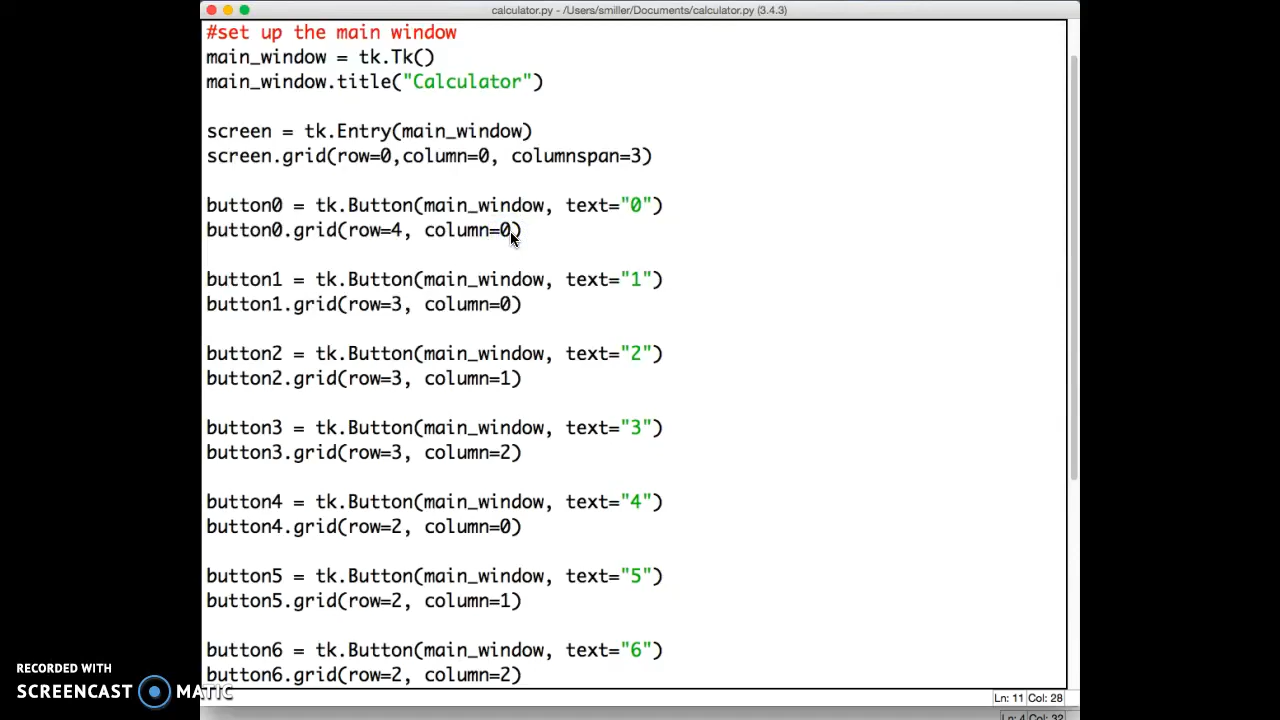 calculator.py - /Users/smiller/Documents/calculator.py (3.4.3)
#set up the main window
main_window = tk.Tk()
main_window.title("Calculator")
screen = tk.Entry(main_window)
screen.grid(row=0,column=0, columnspan=3)
button0 = tk.Button(main_window, text="0")
button0.grid(row=4, column=0)
button1 = tk.Button(main_window, text="1")
button1.grid(row=3, column=0)
button2 = tk.Button(main_window, text="2")
button2.grid(row=3, column=1)
button3 = tk.Button(main_window, text="3")
button3.grid(row=3, column=2)
button4 = tk.Button(main_window, text="4")
button4.grid(row=2, column=0)
button5 = tk.Button(main_window, text="5")
button5.grid(row=2, column=1)
button6 = tk.Button(main_window, text="6")
button6.grid(row=2, column=2)
RECORDED WITH
SCREENCAST MATIC
Ln: 11 Col: 28
Ln: 4 Col: 32